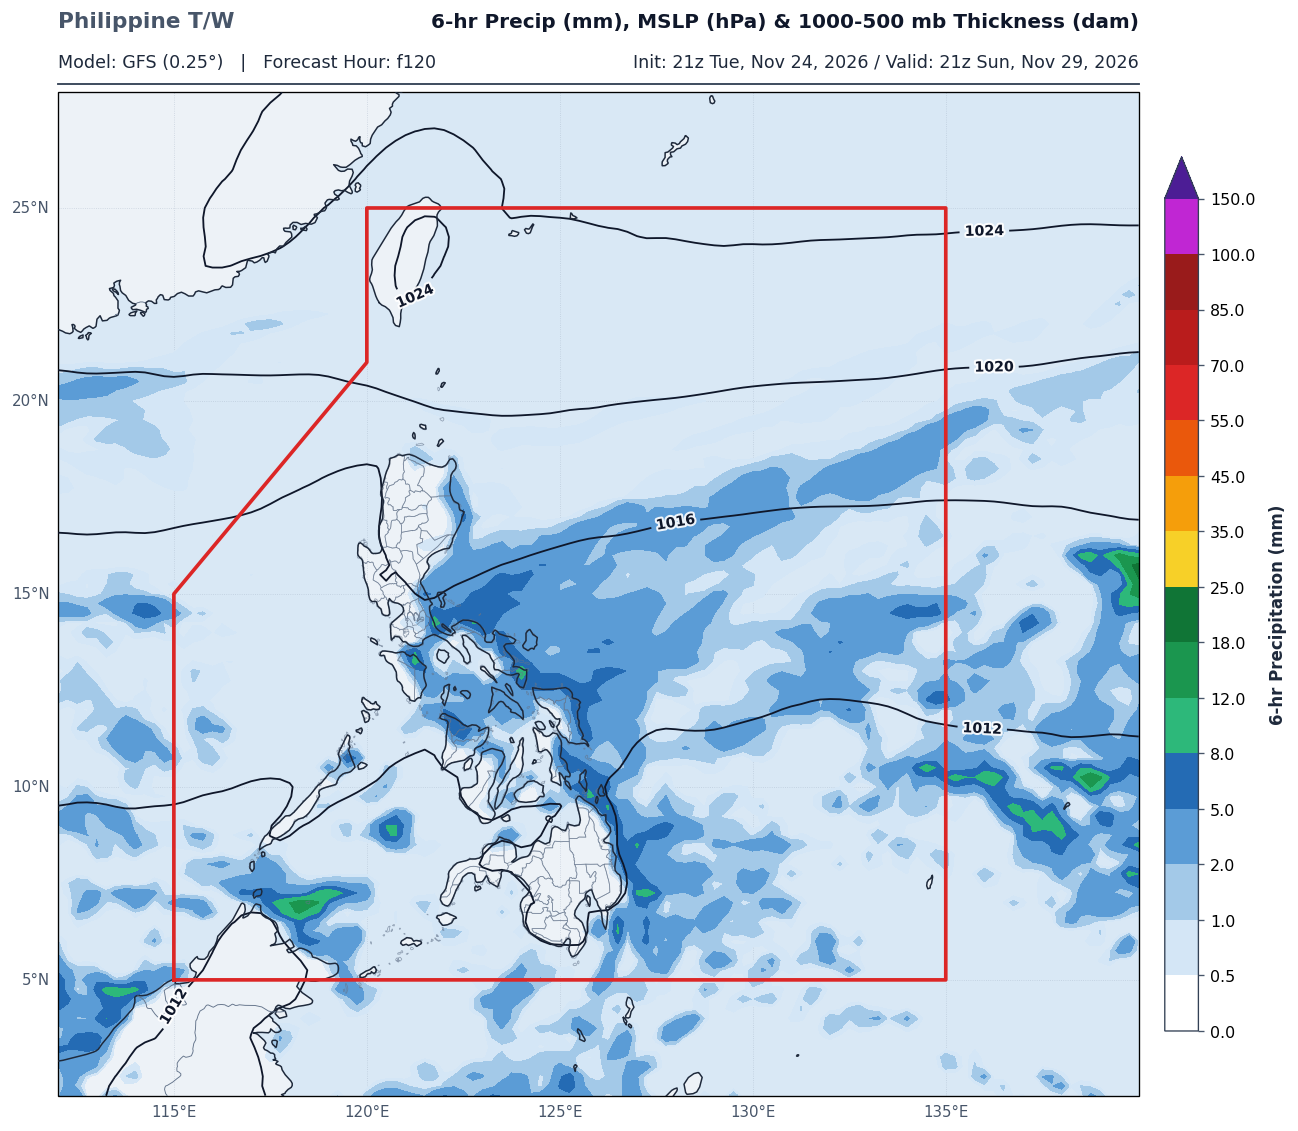 Philippine T/W
6-hr Precip (mm), MSLP (hPa) & 1000-500 mb Thickness (dam)
Model: GFS (0.25°) | Forecast Hour: f120
Init: 21z Tue, Nov 24, 2026 / Valid: 21z Sun, Nov 29, 2026
25°N
20°N
15°N
10°N
5°N
115°E
120°E
125°E
130°E
135°E
1024
1024
1020
1016
1012
1012
150.0
100.0
85.0
70.0
55.0
45.0
35.0
25.0
18.0
12.0
8.0
5.0
2.0
1.0
0.5
0.0
6-hr Precipitation (mm)